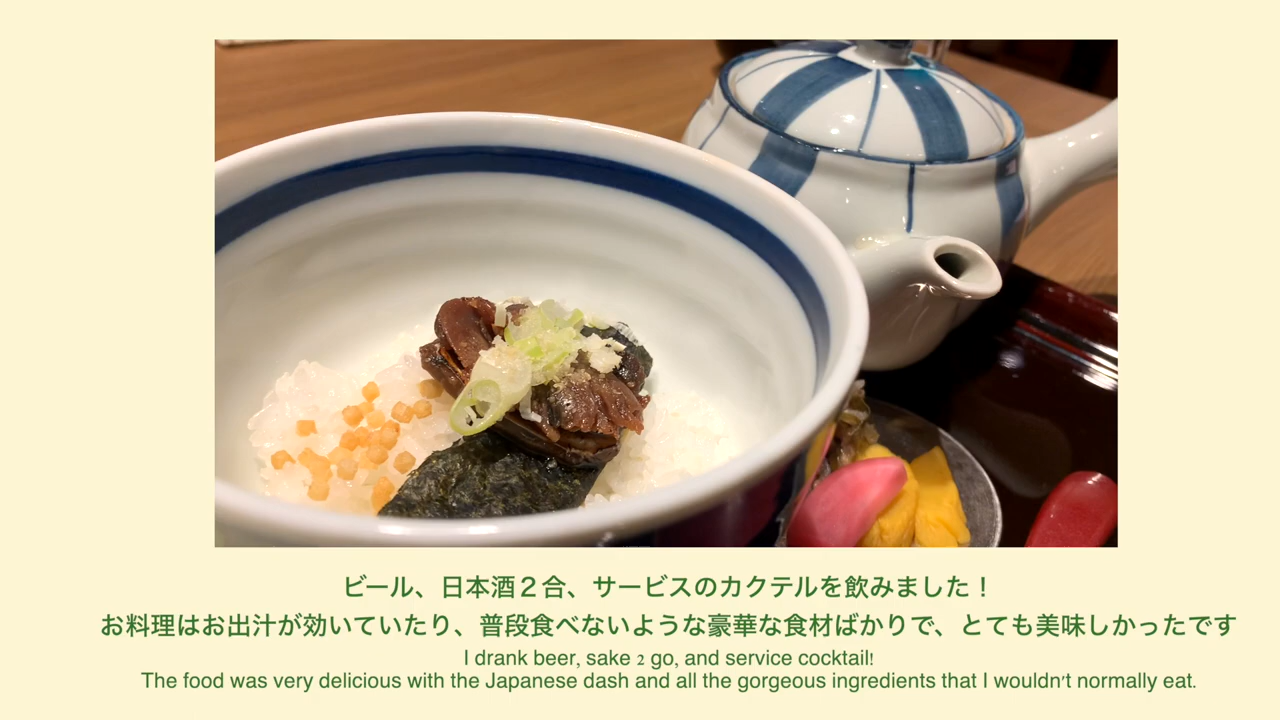 ビール、日本酒２合、サービスのカクテルを飲みました！
お料理はお出汁が効いていたり、普段食べないような豪華な食材ばかりで、とても美味しかったです
I drank beer, sake 2 go, and service cocktail!
The food was very delicious with the Japanese dash and all the gorgeous ingredients that I wouldn't normally eat.